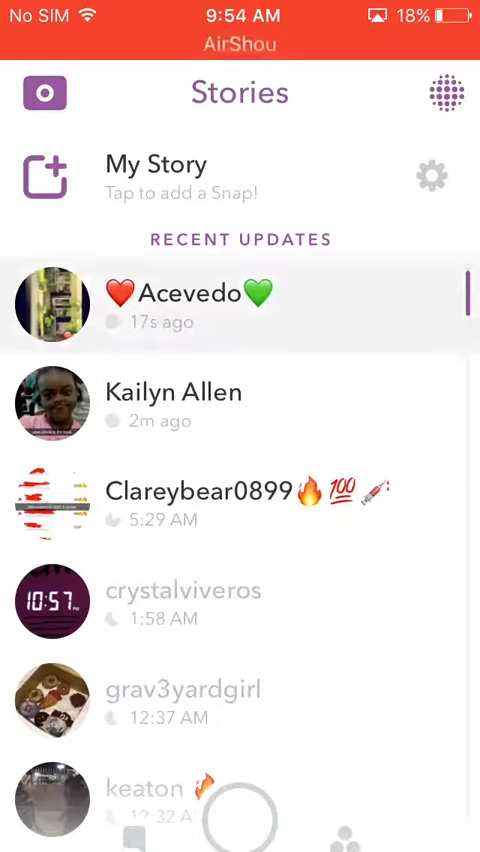 No SIM 9:54 AM 18%
AirShou
Stories
My Story
Tap to add a Snap!
RECENT UPDATES
❤️Acevedo💚
17s ago
Kailyn Allen
2m ago
Clareybear0899🔥💯💉
5:29 AM
10:57
crystalviveros
1:58 AM
grav3yardgirl
12:37 AM
keaton 🔥
12:32 A